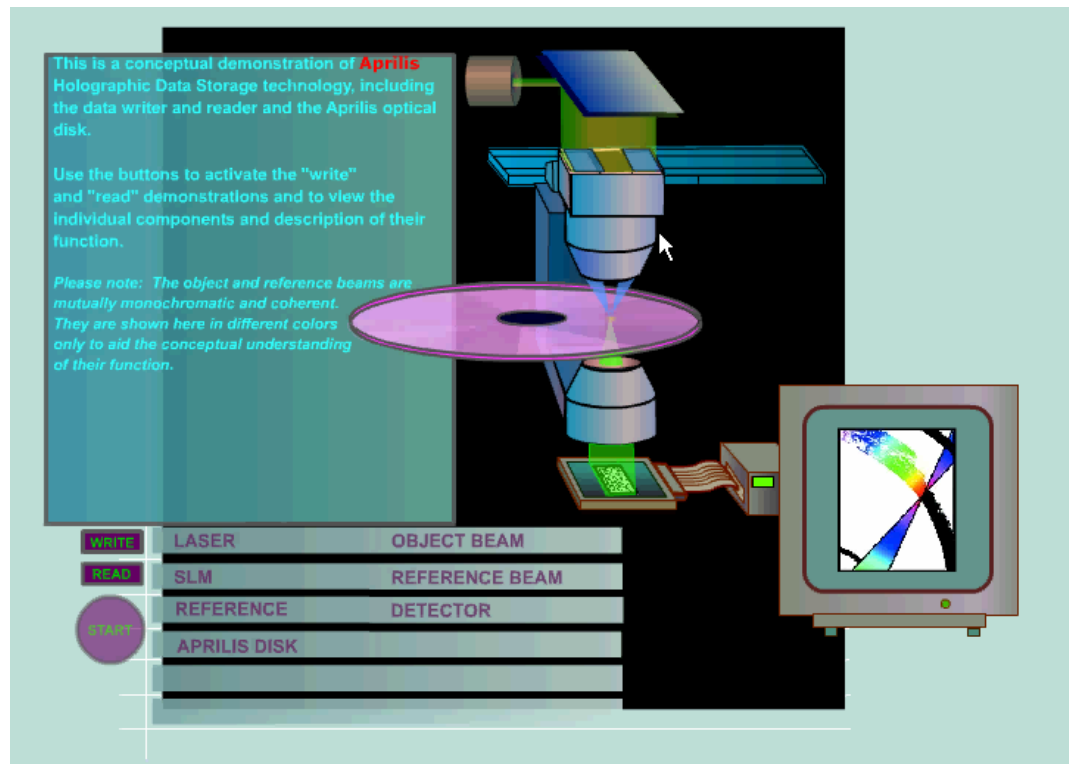 This is a conceptual demonstration of Aprilis
Holographic Data Storage technology, including
the data writer and reader and the Aprilis optical
disk.
Use the buttons to activate the "write"
and "read" demonstrations and to view the
individual components and description of their
function.
Please note: The object and reference beams are
mutually monochromatic and coherent.
They are shown here in different colors
only to aid the conceptual understanding
of their function.
WRITE
LASER
OBJECT BEAM
READ
SLM
REFERENCE BEAM
START
REFERENCE
DETECTOR
APRILIS DISK